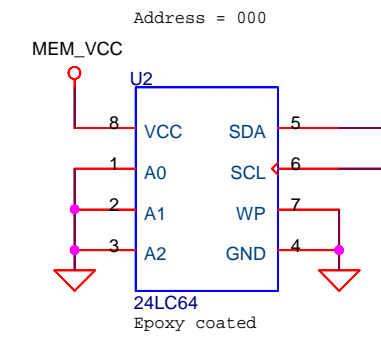 Address = 000
MEM_VCC
U2
8 VCC SDA 5
1 A0 SCL 6
2 A1 WP 7
3 A2 GND 4
24LC64
Epoxy coated